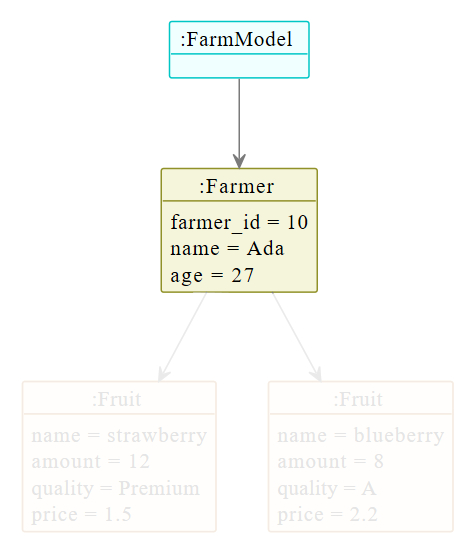 :FarmModel
:Farmer
farmer_id = 10
name = Ada
age = 27
:Fruit
name = strawberry
amount = 12
quality = Premium
price = 1.5
:Fruit
name = blueberry
amount = 8
quality = A
price = 2.2